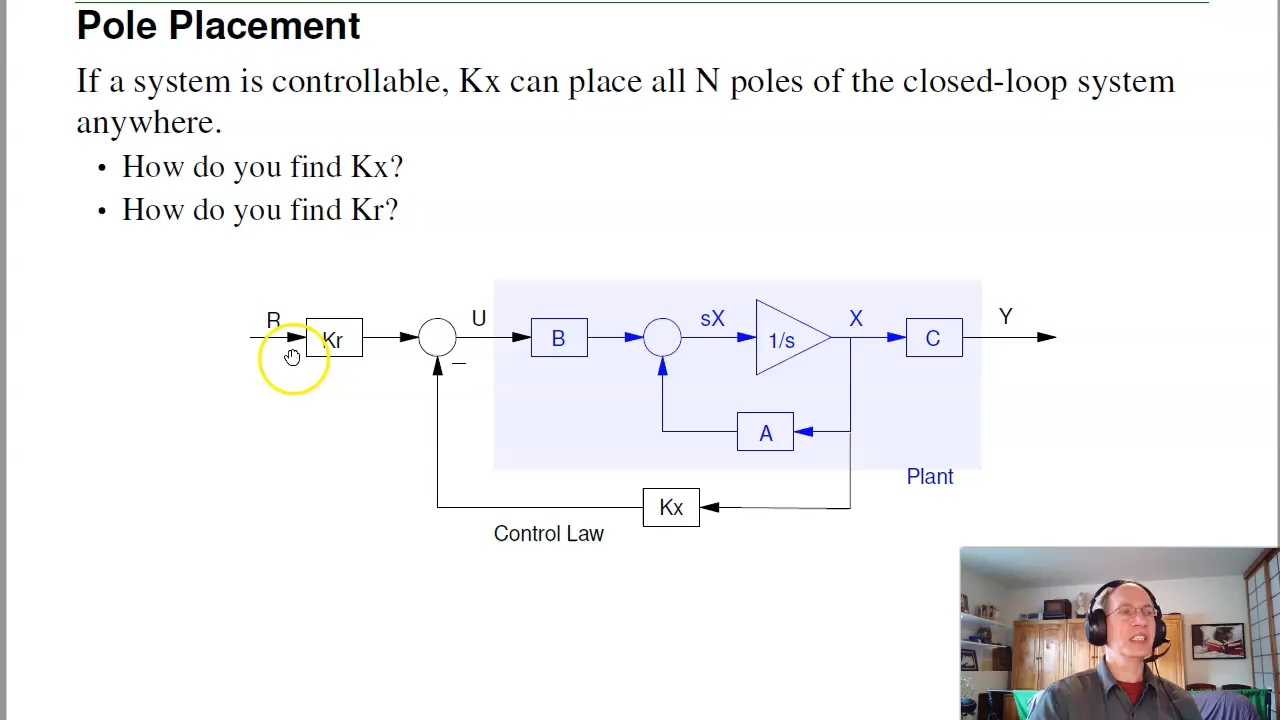 Pole Placement
If a system is controllable, Kx can place all N poles of the closed-loop system
anywhere.
• How do you find Kx?
• How do you find Kr?
R
Kr
U
B
sX
1/s
X
C
Y
A
Plant
Kx
Control Law